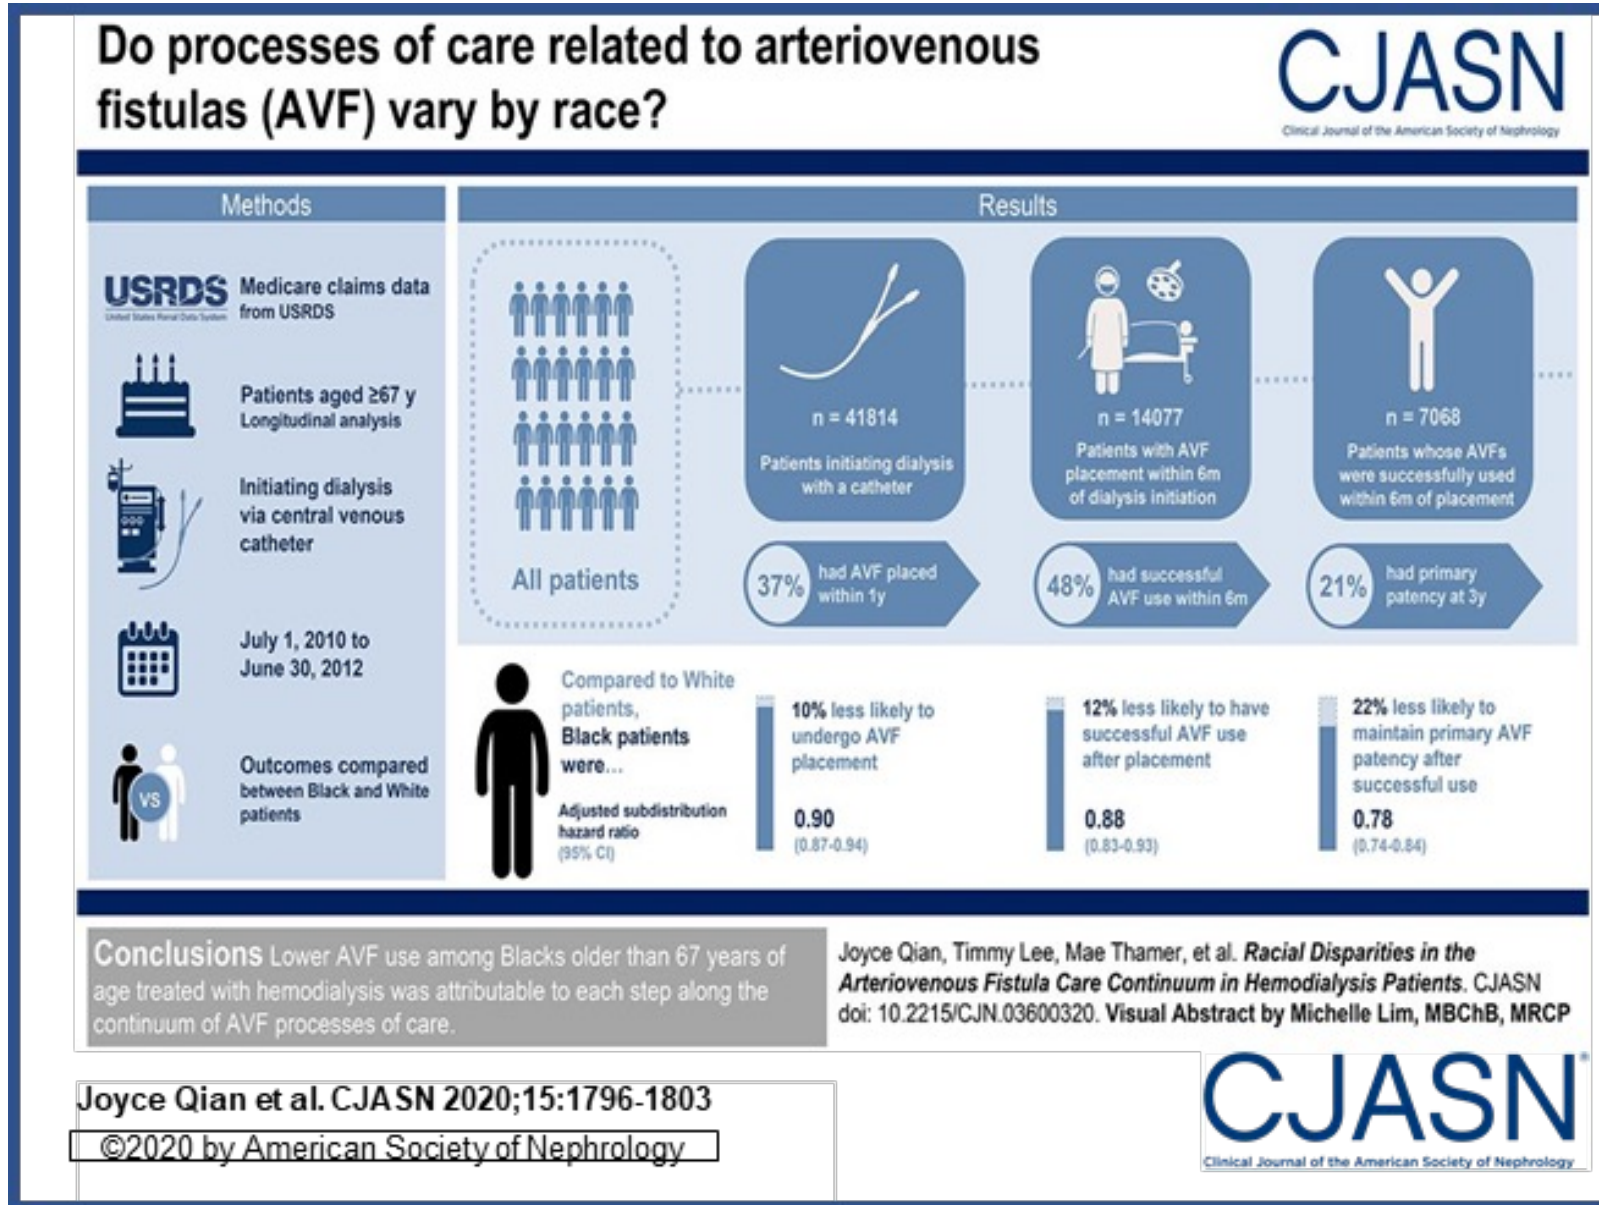 Do processes of care related to arteriovenous
fistulas (AVF) vary by race?
CJASN
Clinical Journal of the American Society of Nephrology
Methods
USRDS
United States Renal Data System
Medicare claims data
from USRDS
Patients aged ≥67 y
Longitudinal analysis
Initiating dialysis
via central venous
catheter
July 1, 2010 to
June 30, 2012
VS
Outcomes compared
between Black and White
patients
Results
All patients
n = 41814
Patients initiating dialysis
with a catheter
37%
had AVF placed
within 1y
n = 14077
Patients with AVF
placement within 6m
of dialysis initiation
48%
had successful
AVF use within 6m
n = 7068
Patients whose AVFs
were successfully used
within 6m of placement
21%
had primary
patency at 3y
Compared to White
patients,
Black patients
were...
Adjusted subdistribution
hazard ratio
(95% CI)
10% less likely to
undergo AVF
placement
0.90
(0.87-0.94)
12% less likely to have
successful AVF use
after placement
0.88
(0.83-0.93)
22% less likely to
maintain primary AVF
patency after
successful use
0.78
(0.74-0.84)
Conclusions Lower AVF use among Blacks older than 67 years of
age treated with hemodialysis was attributable to each step along the
continuum of AVF processes of care.
Joyce Qian, Timmy Lee, Mae Thamer, et al. Racial Disparities in the
Arteriovenous Fistula Care Continuum in Hemodialysis Patients. CJASN
doi: 10.2215/CJN.03600320. Visual Abstract by Michelle Lim, MBChB, MRCP
Joyce Qian et al. CJASN 2020;15:1796-1803
©2020 by American Society of Nephrology
CJASN®
Clinical Journal of the American Society of Nephrology